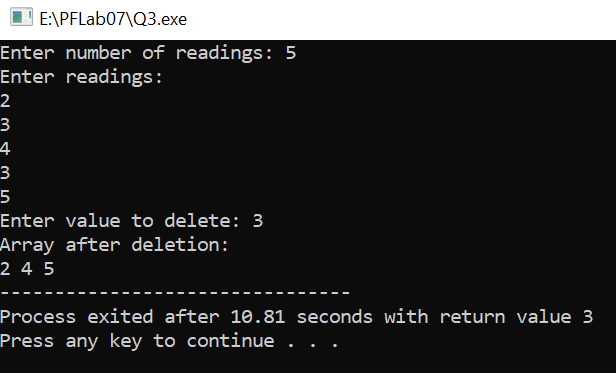 E:\PFLab07\Q3.exe
Enter number of readings: 5
Enter readings:
2
3
4
3
5
Enter value to delete: 3
Array after deletion:
2 4 5
--------------------------------
Process exited after 10.81 seconds with return value 3
Press any key to continue . . .